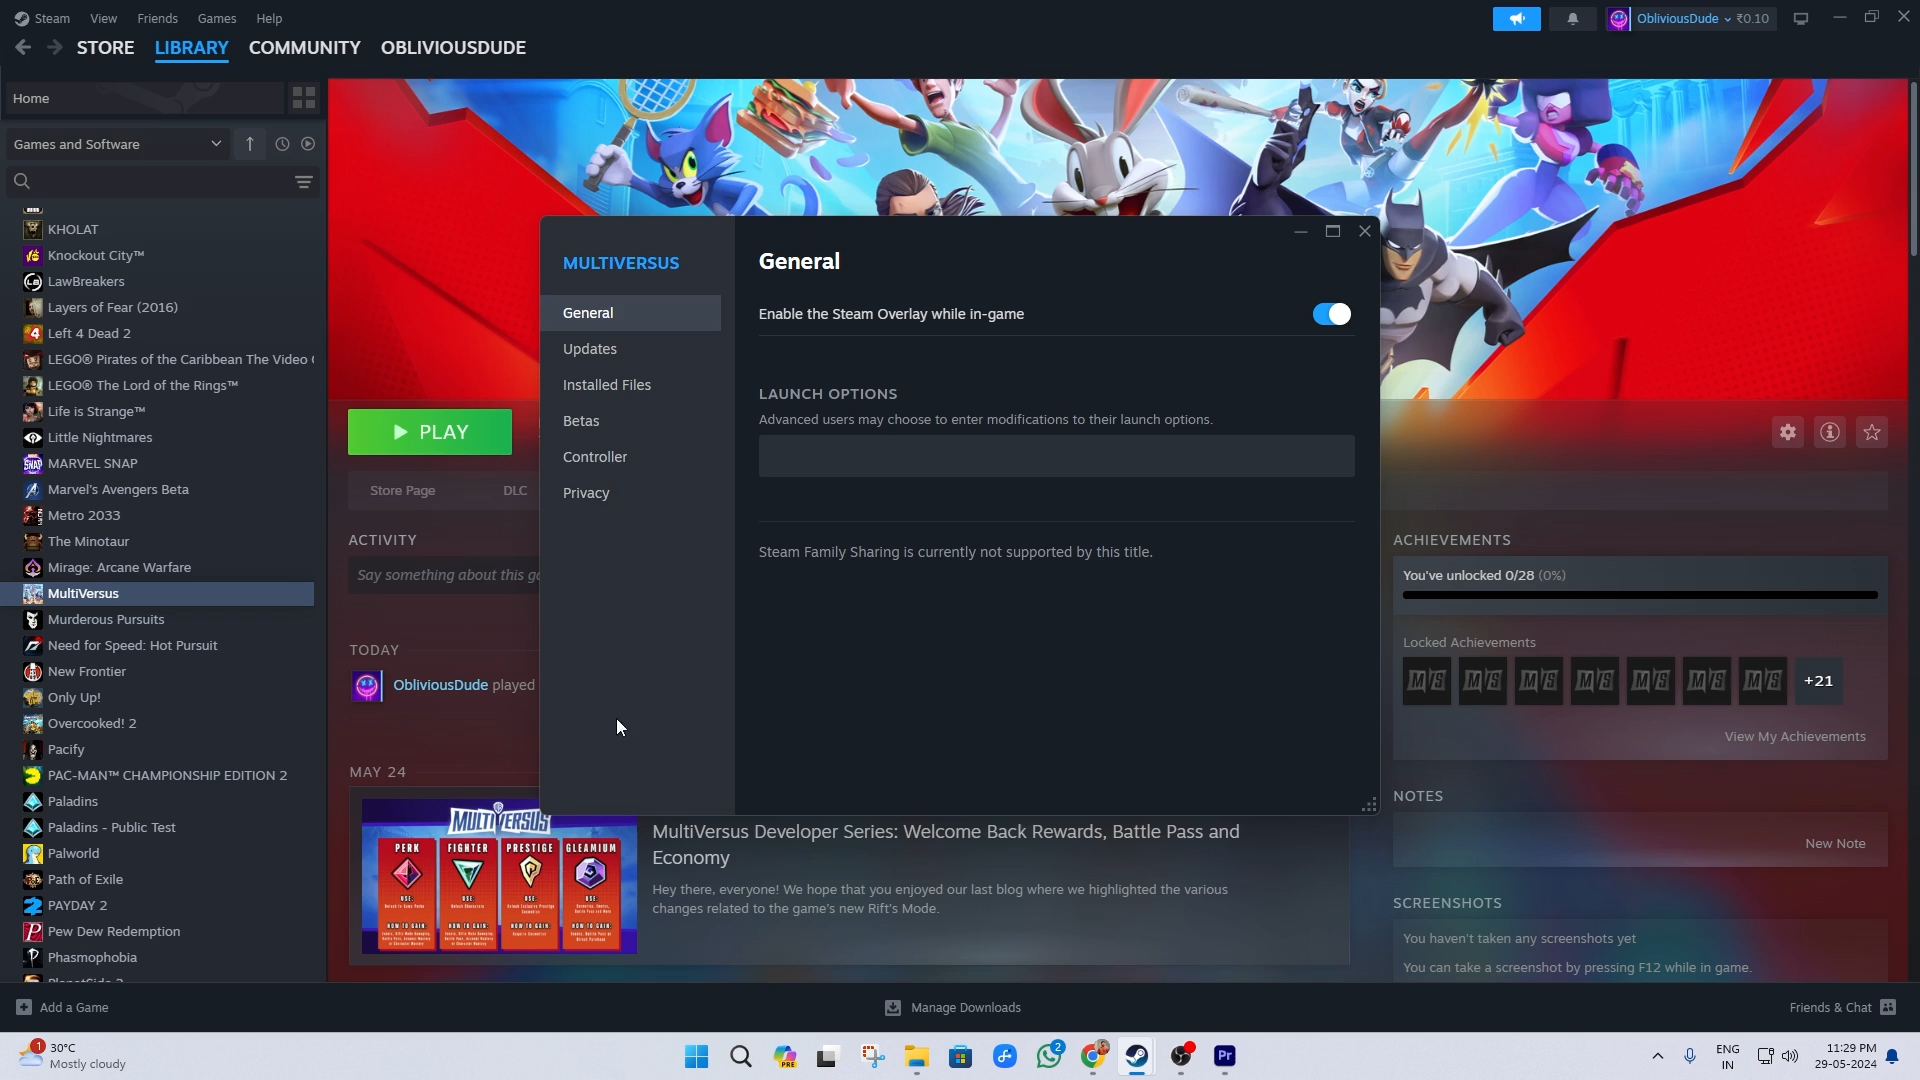 Steam View Friends Games Help
OBLIVIOUSDUDE ₹0.10
STORE LIBRARY COMMUNITY OBLIVIOUSDUDE
Home
Games and Software
KHOLAT
Knockout City™
LawBreakers
Layers of Fear (2016)
Left 4 Dead 2
LEGO® Pirates of the Caribbean The Video
LEGO® The Lord of the Rings™
Life is Strange™
Little Nightmares
MARVEL SNAP
Marvel's Avengers Beta
Metro 2033
The Minotaur
Mirage: Arcane Warfare
MultiVersus
Murderous Pursuits
Need for Speed: Hot Pursuit
New Frontier
Only Up!
Overcooked! 2
Pacify
PAC-MAN™ CHAMPIONSHIP EDITION 2
Paladins
Paladins - Public Test
Palworld
Path of Exile
PAYDAY 2
Pew Dew Redemption
Phasmophobia
PLAY
Store Page DLC
ACTIVITY
Say something about this ga
TODAY
ObliviousDude played
MAY 24
MULTIVERSUS
PERK FIGHTER PRESTIGE GLEAMIUM
MultiVersus Developer Series: Welcome Back Rewards, Battle Pass and
Economy
Hey there, everyone! We hope that you enjoyed our last blog where we highlighted the various
changes related to the game's new Rift's Mode.
MULTIVERSUS
General
Updates
Installed Files
Betas
Controller
Privacy
General
Enable the Steam Overlay while in-game
LAUNCH OPTIONS
Advanced users may choose to enter modifications to their launch options.
Steam Family Sharing is currently not supported by this title.
ACHIEVEMENTS
You've unlocked 0/28 (0%)
Locked Achievements
+21
View My Achievements
NOTES
New Note
SCREENSHOTS
You haven't taken any screenshots yet
You can take a screenshot by pressing F12 while in game.
Add a Game
Manage Downloads
Friends & Chat
1
30°C
Mostly cloudy
PRE
2
Pr
ENG
IN
11:29 PM
29-05-2024